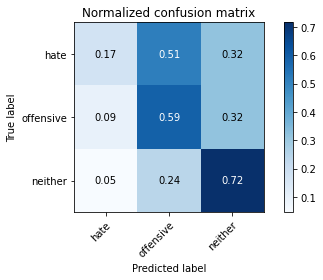 Normalized confusion matrix
True label
hate
0.17 0.51 0.32
offensive
0.09 0.59 0.32
neither
0.05 0.24 0.72
hate
offensive
neither
Predicted label
0.7
0.6
0.5
0.4
0.3
0.2
0.1